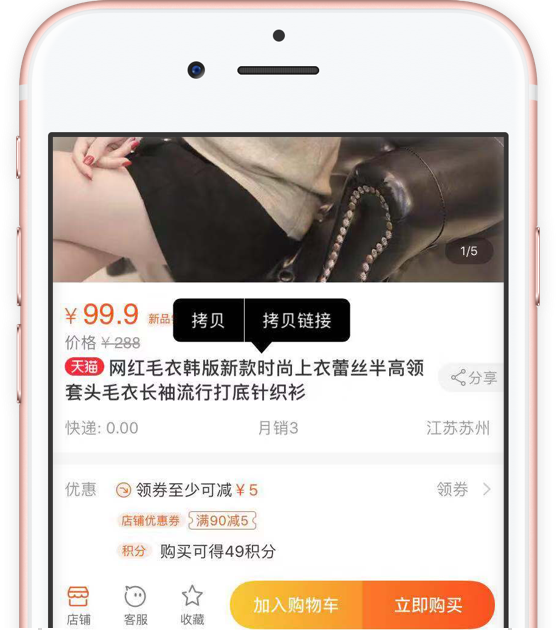 1/5
¥ 99.9 新品
拷贝 拷贝链接
价格 ¥ 288
天猫 网红毛衣韩版新款时尚上衣蕾丝半高领
套头毛衣长袖流行打底针织衫
分享
快递: 0.00 月销3 江苏苏州
优惠 领券至少可减 ¥ 5 领券
店铺优惠券 满90减5
积分 购买可得49积分
店铺 客服 收藏 加入购物车 立即购买